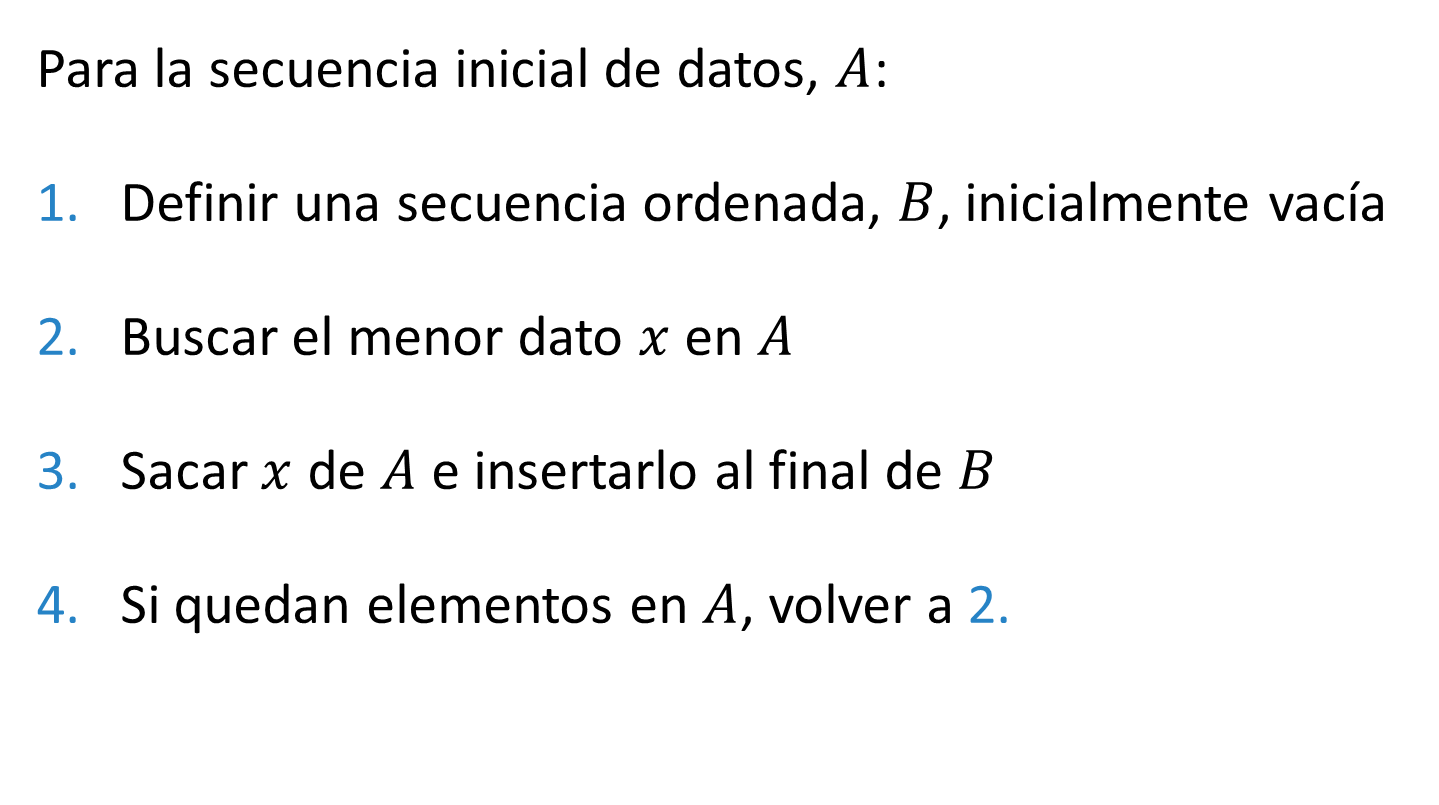 Para la secuencia inicial de datos, A:
1. Definir una secuencia ordenada, B, inicialmente vacía
2. Buscar el menor dato x en A
3. Sacar x de A e insertarlo al final de B
4. Si quedan elementos en A, volver a 2.